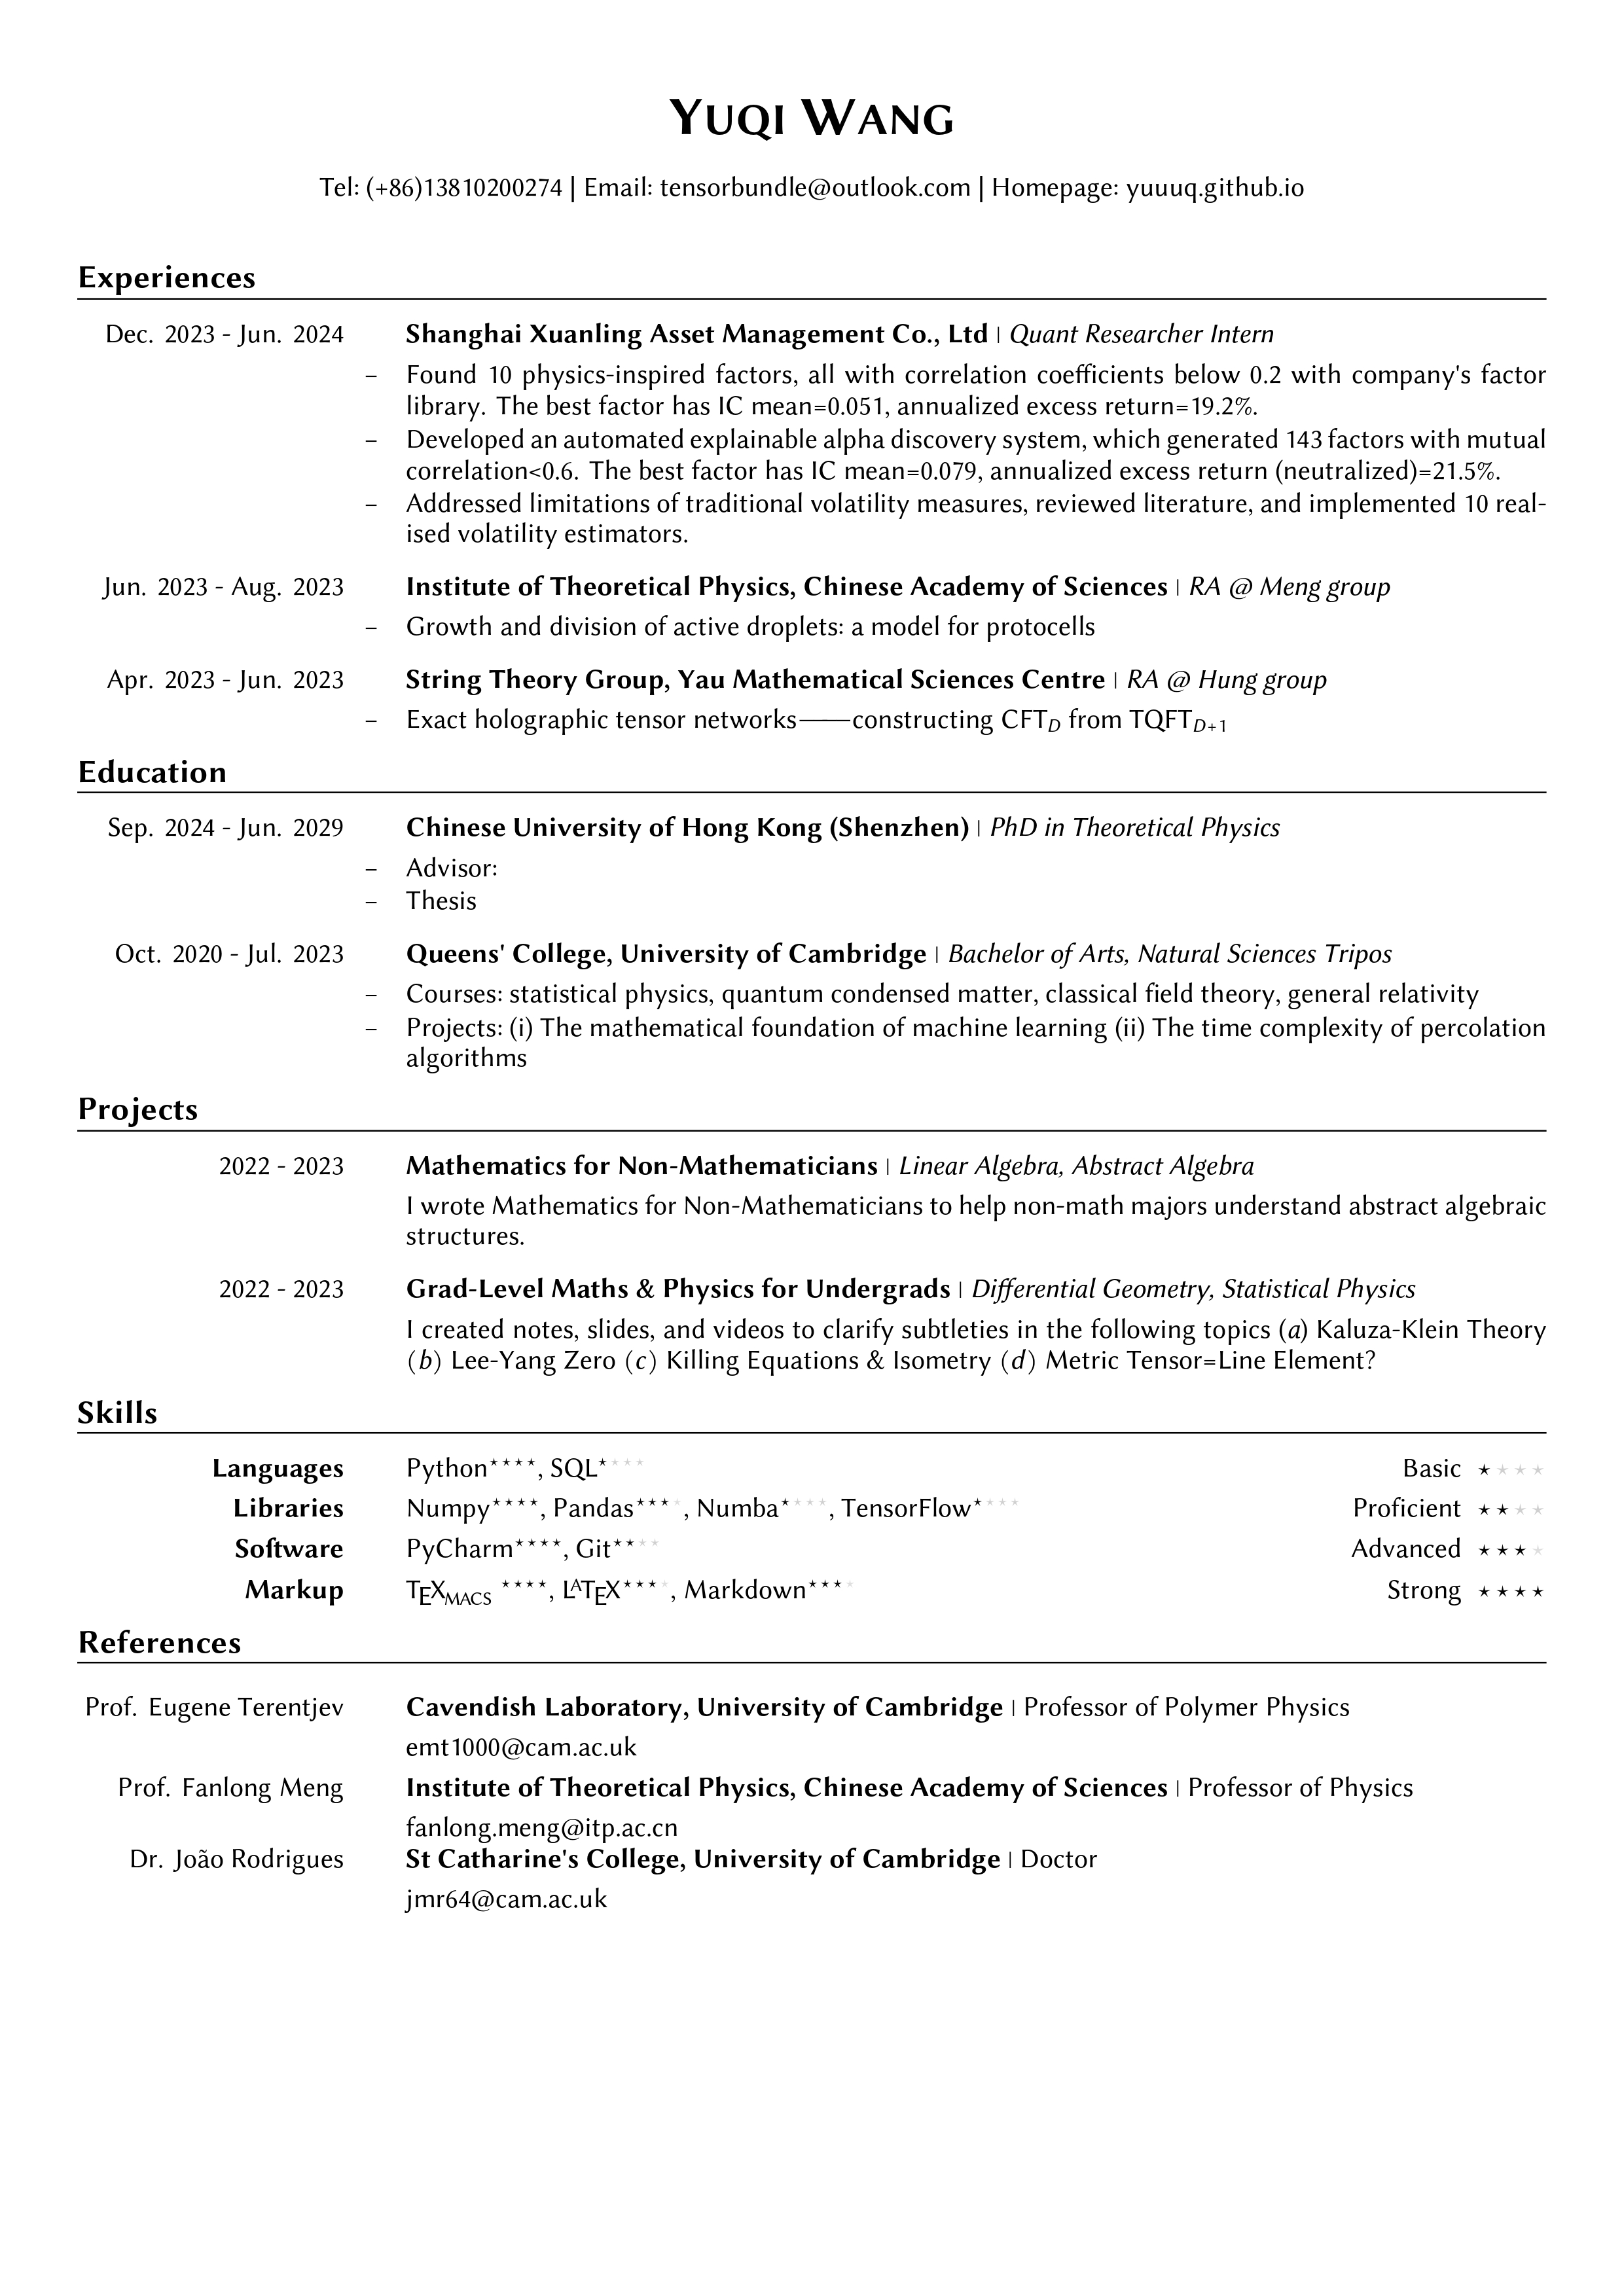 Yuqi Wang
Tel: (+86)13810200274 | Email: tensorbundle@outlook.com | Homepage: yuuuq.github.io
Experiences
Dec. 2023 - Jun. 2024 Shanghai Xuanling Asset Management Co., Ltd | Quant Researcher Intern
– Found 10 physics-inspired factors, all with correlation coefficients below 0.2 with company's factor
library. The best factor has IC mean=0.051, annualized excess return=19.2%.
– Developed an automated explainable alpha discovery system, which generated 143 factors with mutual
correlation<0.6. The best factor has IC mean=0.079, annualized excess return (neutralized)=21.5%.
– Addressed limitations of traditional volatility measures, reviewed literature, and implemented 10 real-
ised volatility estimators.
Jun. 2023 - Aug. 2023 Institute of Theoretical Physics, Chinese Academy of Sciences | RA @ Meng group
– Growth and division of active droplets: a model for protocells
Apr. 2023 - Jun. 2023 String Theory Group, Yau Mathematical Sciences Centre | RA @ Hung group
– Exact holographic tensor networks——constructing CFT_D from TQFT_{D+1}
Education
Sep. 2024 - Jun. 2029 Chinese University of Hong Kong (Shenzhen) | PhD in Theoretical Physics
– Advisor:
– Thesis
Oct. 2020 - Jul. 2023 Queens' College, University of Cambridge | Bachelor of Arts, Natural Sciences Tripos
– Courses: statistical physics, quantum condensed matter, classical field theory, general relativity
– Projects: (i) The mathematical foundation of machine learning (ii) The time complexity of percolation
algorithms
Projects
2022 - 2023 Mathematics for Non-Mathematicians | Linear Algebra, Abstract Algebra
I wrote Mathematics for Non-Mathematicians to help non-math majors understand abstract algebraic
structures.
2022 - 2023 Grad-Level Maths & Physics for Undergrads | Differential Geometry, Statistical Physics
I created notes, slides, and videos to clarify subtleties in the following topics (a) Kaluza-Klein Theory
(b) Lee-Yang Zero (c) Killing Equations & Isometry (d) Metric Tensor=Line Element?
Skills
Languages Python★★★★, SQL★★★★ Basic ★★★★
Libraries Numpy★★★★, Pandas★★★★, Numba★★★★, TensorFlow★★★★ Proficient ★★★★
Software PyCharm★★★★, Git★★★★ Advanced ★★★★
Markup TEXMACS ★★★★, LATEX★★★★, Markdown★★★★ Strong ★★★★
References
Prof. Eugene Terentjev Cavendish Laboratory, University of Cambridge | Professor of Polymer Physics
emt1000@cam.ac.uk
Prof. Fanlong Meng Institute of Theoretical Physics, Chinese Academy of Sciences | Professor of Physics
fanlong.meng@itp.ac.cn
Dr. João Rodrigues St Catharine's College, University of Cambridge | Doctor
jmr64@cam.ac.uk